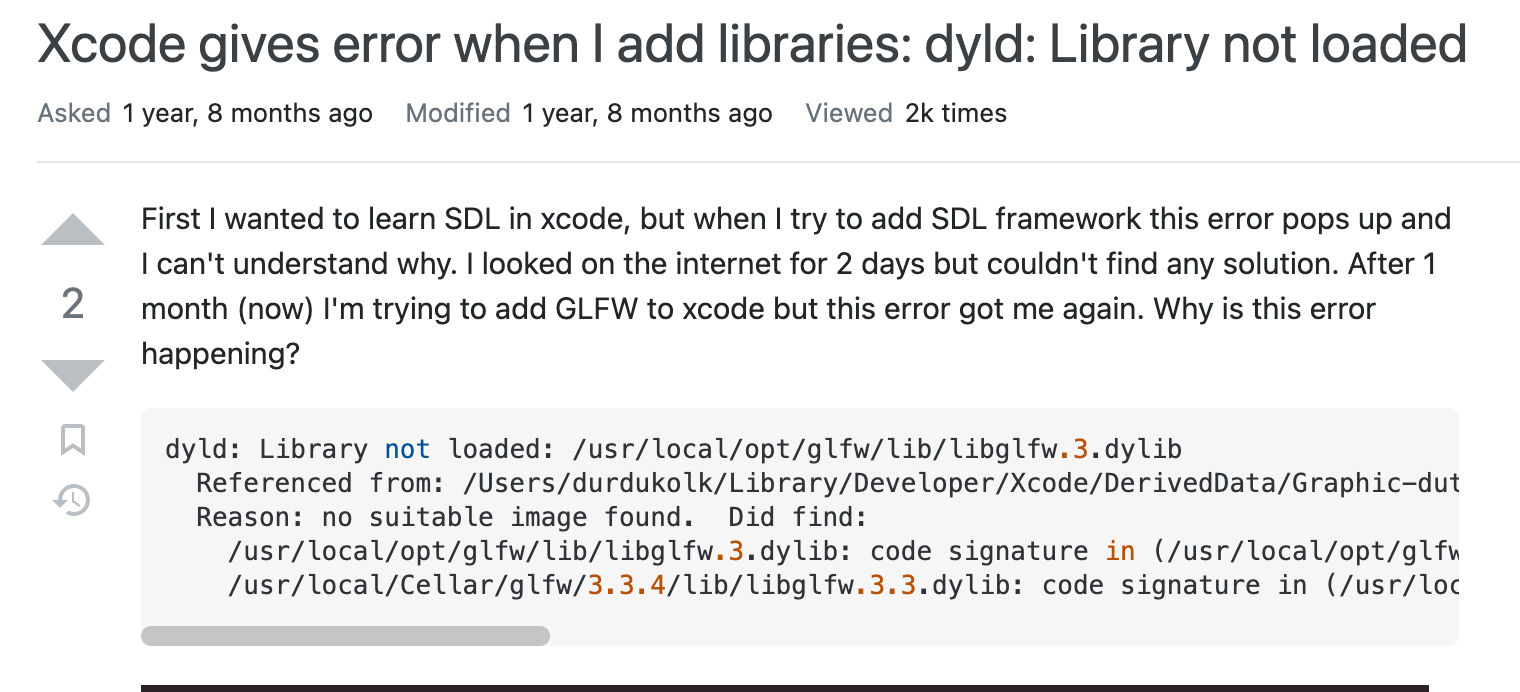 Xcode gives error when I add libraries: dyld: Library not loaded
Asked 1 year, 8 months ago Modified 1 year, 8 months ago Viewed 2k times
First I wanted to learn SDL in xcode, but when I try to add SDL framework this error pops up and
I can't understand why. I looked on the internet for 2 days but couldn't find any solution. After 1
2
month (now) I'm trying to add GLFW to xcode but this error got me again. Why is this error
happening?
dyld: Library not loaded: /usr/local/opt/glfw/lib/libglfw.3.dylib
  Referenced from: /Users/durdukolk/Library/Developer/Xcode/DerivedData/Graphic-dut
  Reason: no suitable image found.  Did find:
    /usr/local/opt/glfw/lib/libglfw.3.dylib: code signature in (/usr/local/opt/glfw
    /usr/local/Cellar/glfw/3.3.4/lib/libglfw.3.3.dylib: code signature in (/usr/loc